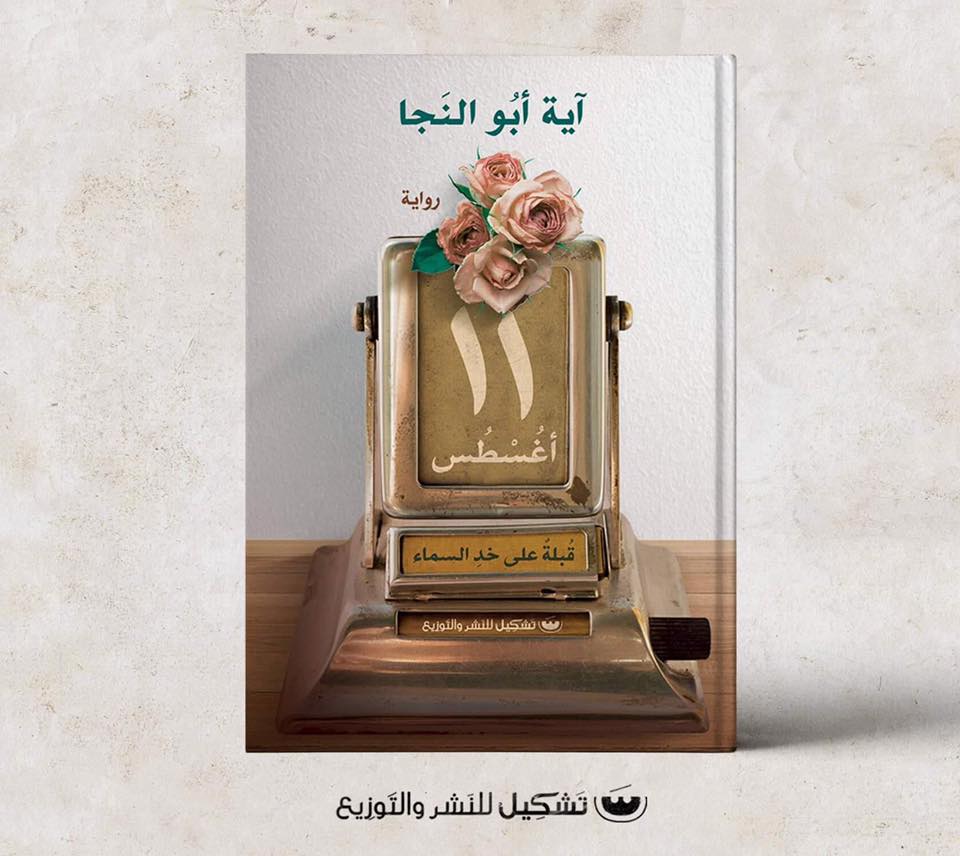 آية أبُو النَجا
رواية
١١
أغُسْطُس
قُبلةُ على خدِ السماء
تشكيل للنشر والتوزيع
تَشكِيل للنَشر والتَوزِيع